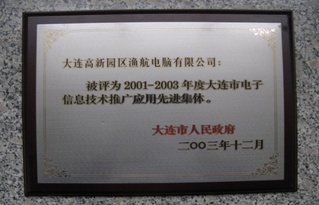 大连高新园区渔航电脑有限公司：
被评为2001-2003年度大连市电子
信息技术推广应用先进集体。
大连市人民政府
二〇〇三年十二月